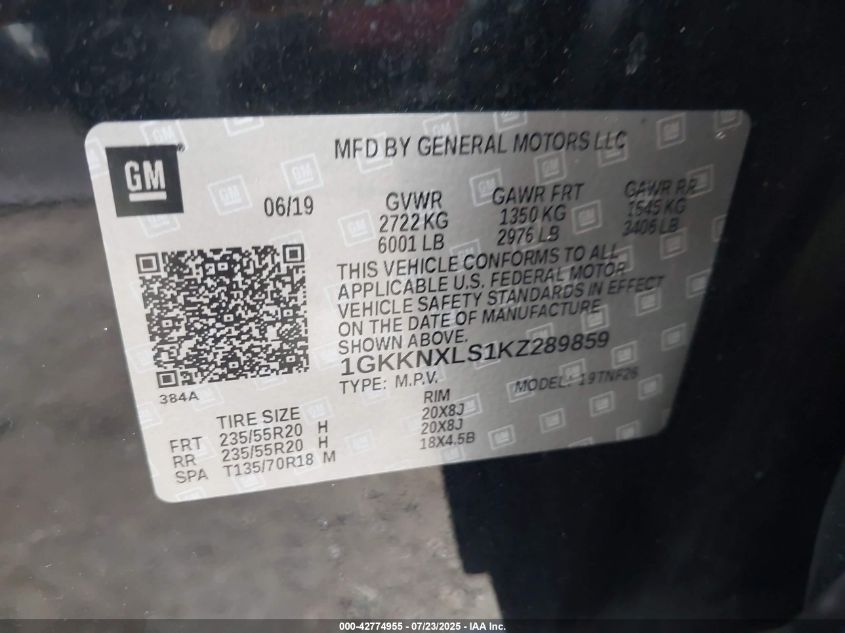 MFD BY GENERAL MOTORS LLC
GM
06/19
GVWR GAWR FRT GAWR RR
2722 KG 1350 KG 1545 KG
6001 LB 2976 LB 3406 LB
THIS VEHICLE CONFORMS TO ALL
APPLICABLE U.S. FEDERAL MOTOR
VEHICLE SAFETY STANDARDS IN EFFECT
ON THE DATE OF MANUFACTURE
SHOWN ABOVE.
1GKKNXLS1KZ289859
TYPE: M.P.V. MODEL: 19TNF26
384A
TIRE SIZE RIM
FRT 235/55R20 H 20X8J
RR 235/55R20 H 20X8J
SPA T135/70R18 M 18X4.5B
000-42774955 - 07/23/2025 - IAA Inc.